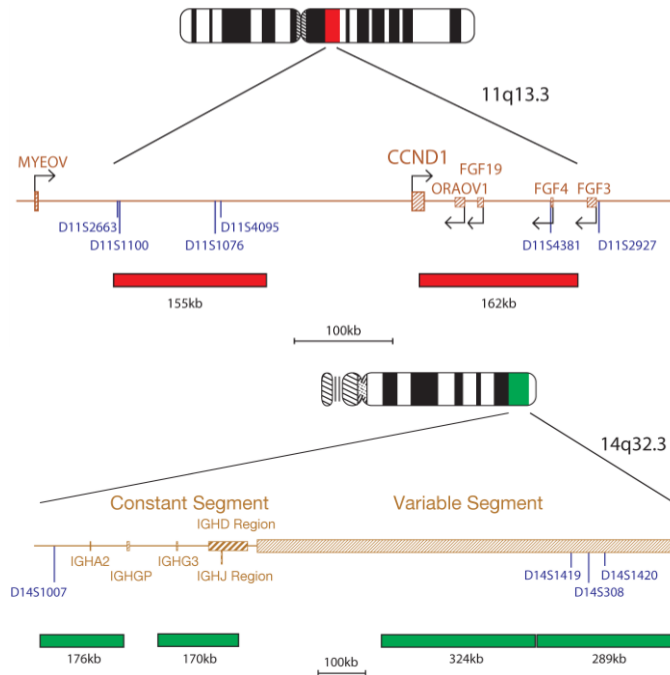 11q13.3
MYEOV
CCND1
FGF19
ORAOV1
FGF4
FGF3
D11S2663
D11S4095
D11S1100
D11S1076
D11S4381
D11S2927
155kb
162kb
100kb
14q32.3
Constant Segment
Variable Segment
IGHD Region
IGHA2
IGHG3
IGHGP
IGHJ Region
D14S1007
D14S1419
D14S1420
D14S308
176kb
170kb
100kb
324kb
289kb